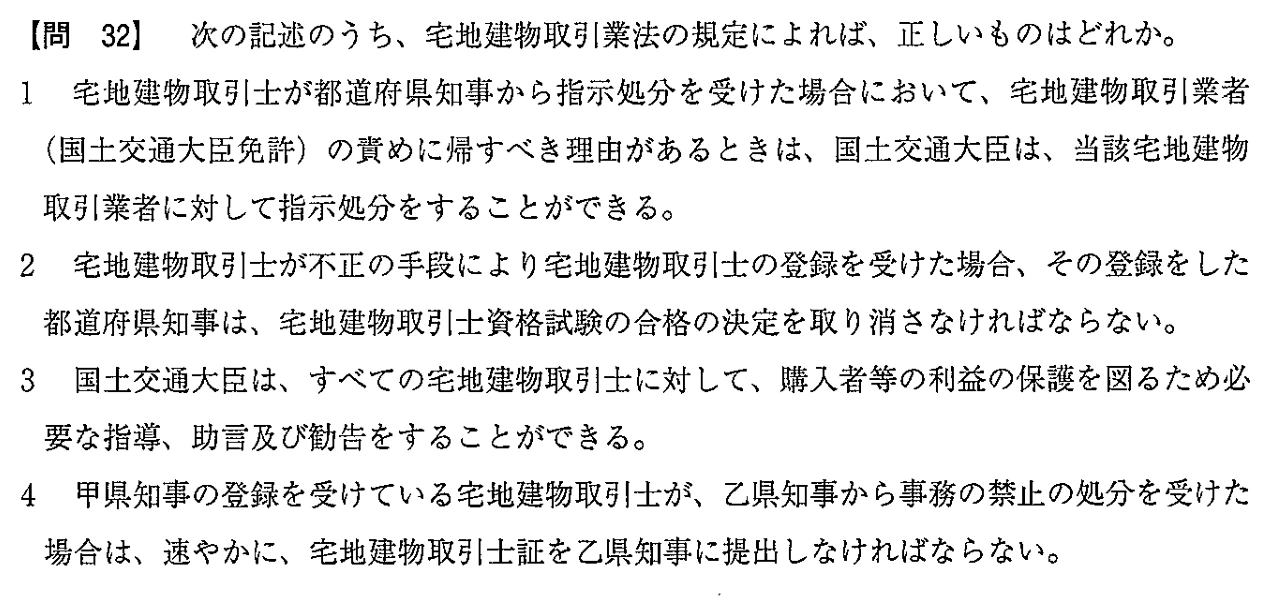 【問　32】　次の記述のうち、宅地建物取引業法の規定によれば、正しいものはどれか。
1　宅地建物取引士が都道府県知事から指示処分を受けた場合において、宅地建物取引業者
（国土交通大臣免許）の責めに帰すべき理由があるときは、国土交通大臣は、当該宅地建物
取引業者に対して指示処分をすることができる。
2　宅地建物取引士が不正の手段により宅地建物取引士の登録を受けた場合、その登録をした
都道府県知事は、宅地建物取引士資格試験の合格の決定を取り消さなければならない。
3　国土交通大臣は、すべての宅地建物取引士に対して、購入者等の利益の保護を図るため必
要な指導、助言及び勧告をすることができる。
4　甲県知事の登録を受けている宅地建物取引士が、乙県知事から事務の禁止の処分を受けた
場合は、速やかに、宅地建物取引士証を乙県知事に提出しなければならない。